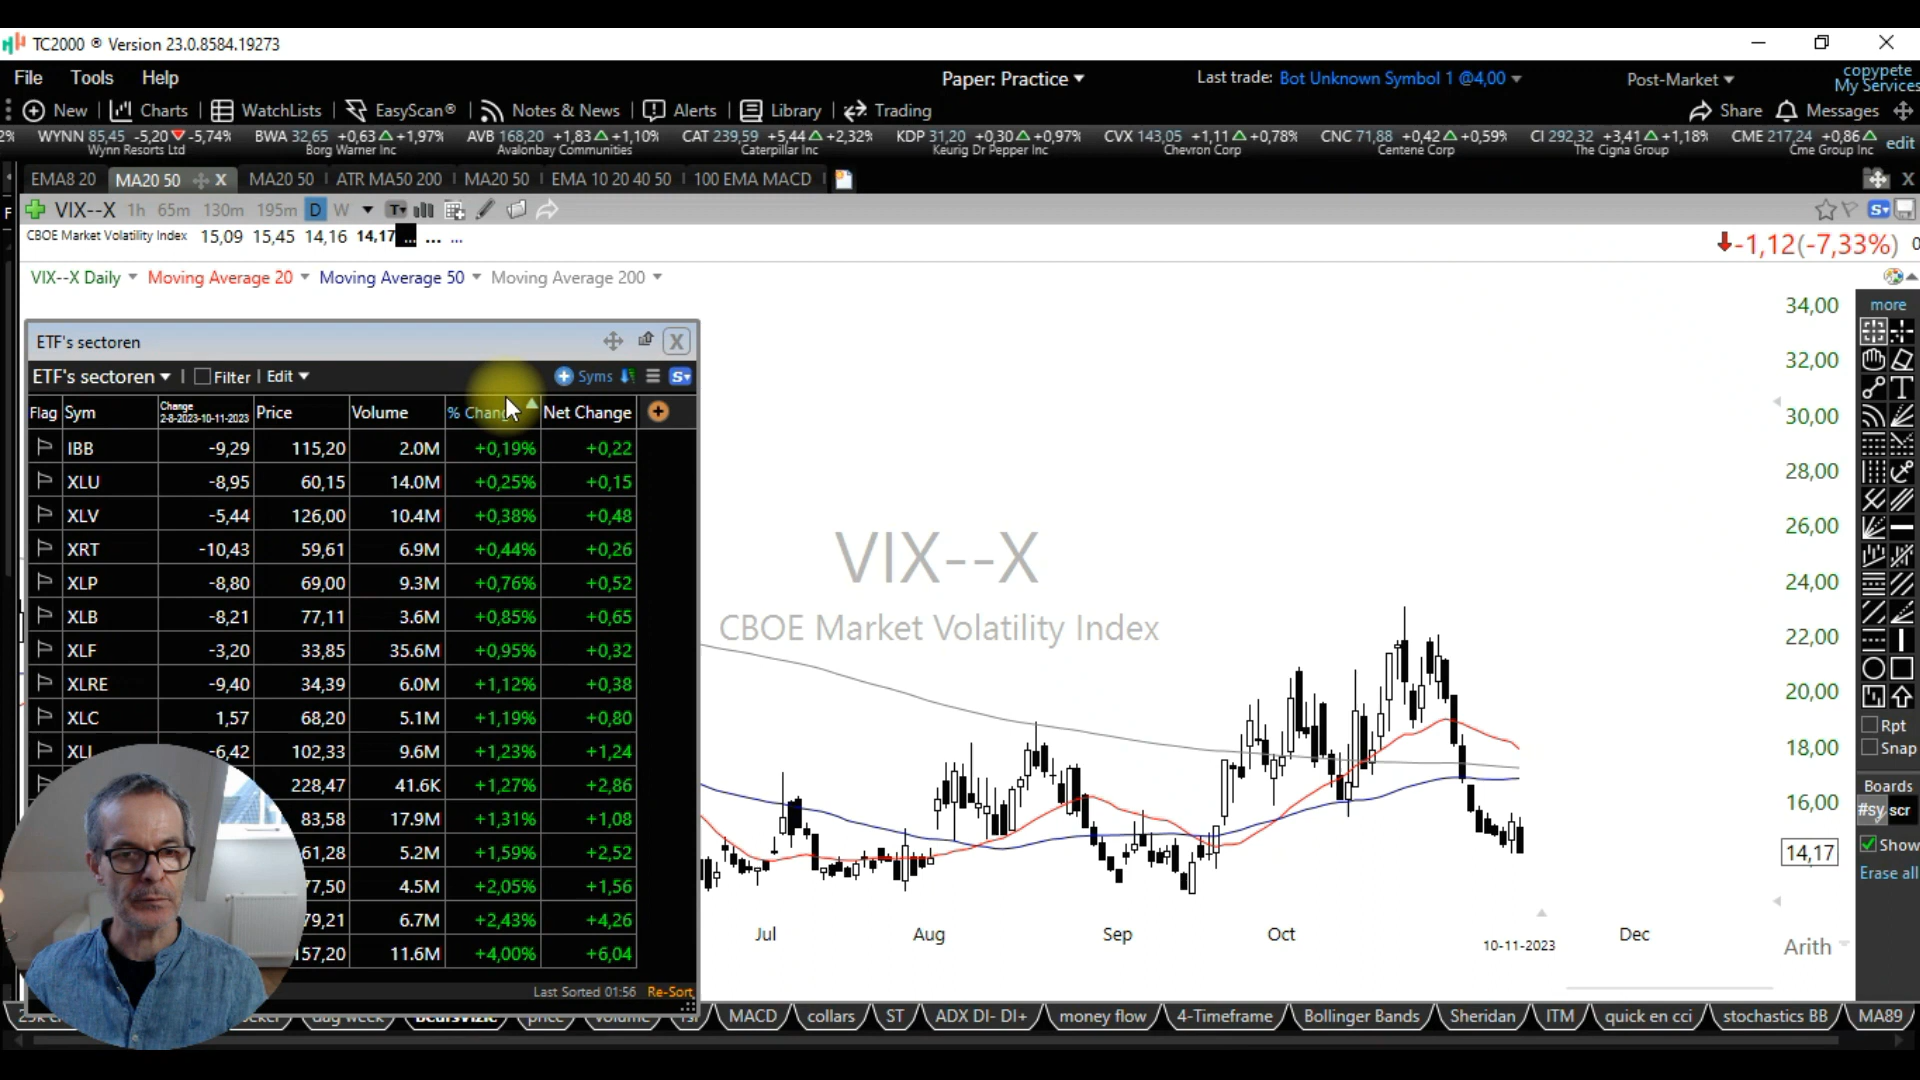 TC2000 ® Version 23.0.8584.19273
File Tools Help Paper: Practice Last trade: Bot Unknown Symbol 1 @4,00 Post-Market copypete
My Services
New Charts WatchLists EasyScan® Notes & News Alerts Library Trading Share Messages
2% WYNN 85,45 -5,20 -5,74% BWA 32,65 +0,63 +1,97% AVB 168,20 +1,83 +1,10% CAT 239,59 +5,44 +2,32% KDP 31,20 +0,30 +0,97% CVX 143,05 +1,11 +0,78% CNC 71,88 +0,42 +0,59% CI 292,32 +3,41 +1,18% CME 217,24 +0,86 edit
Wynn Resorts Ltd Borg Warner Inc Avalonbay Communities Caterpillar Inc Keurig Dr Pepper Inc Chevron Corp Centene Corp The Cigna Group Cme Group Inc
EMA8 20 MA20 50 X MA20 50 ATR MA50 200 MA20 50 EMA 10 20 40 50 100 EMA MACD X
F VIX--X 1h 65m 130m 195m D W T S
CBOE Market Volatility Index 15,09 15,45 14,16 14,17 ... ... ... -1,12(-7,33%) 0
VIX--X Daily Moving Average 20 Moving Average 50 Moving Average 200
ETF's sectoren X
ETF's sectoren Filter Edit Syms S
Flag Sym Change 2-8-2023-10-11-2023 Price Volume % Chang Net Change
IBB -9,29 115,20 2.0M +0,19% +0,22
XLU -8,95 60,15 14.0M +0,25% +0,15
XLV -5,44 126,00 10.4M +0,38% +0,48
XRT -10,43 59,61 6.9M +0,44% +0,26
XLP -8,80 69,00 9.3M +0,76% +0,52
XLB -8,21 77,11 3.6M +0,85% +0,65
XLF -3,20 33,85 35.6M +0,95% +0,32
XLRE -9,40 34,39 6.0M +1,12% +0,38
XLC 1,57 68,20 5.1M +1,19% +0,80
XLI -6,42 102,33 9.6M +1,23% +1,24
228,47 41.6K +1,27% +2,86
83,58 17.9M +1,31% +1,08
61,28 5.2M +1,59% +2,52
77,50 4.5M +2,05% +1,56
79,21 6.7M +2,43% +4,26
157,20 11.6M +4,00% +6,04
Last Sorted 01:56 Re-Sort
VIX--X
CBOE Market Volatility Index
34,00
32,00
30,00
28,00
26,00
24,00
22,00
20,00
18,00
16,00
14,17
Jul Aug Sep Oct 10-11-2023 Dec
Arith
more
T
Rpt
Snap
Boards
#sy scr
Show
Erase all
dag week beursvizie price volume rsi MACD collars ST ADX DI- DI+ money flow 4-Timeframe Bollinger Bands Sheridan ITM quick en cci stochastics BB MA89